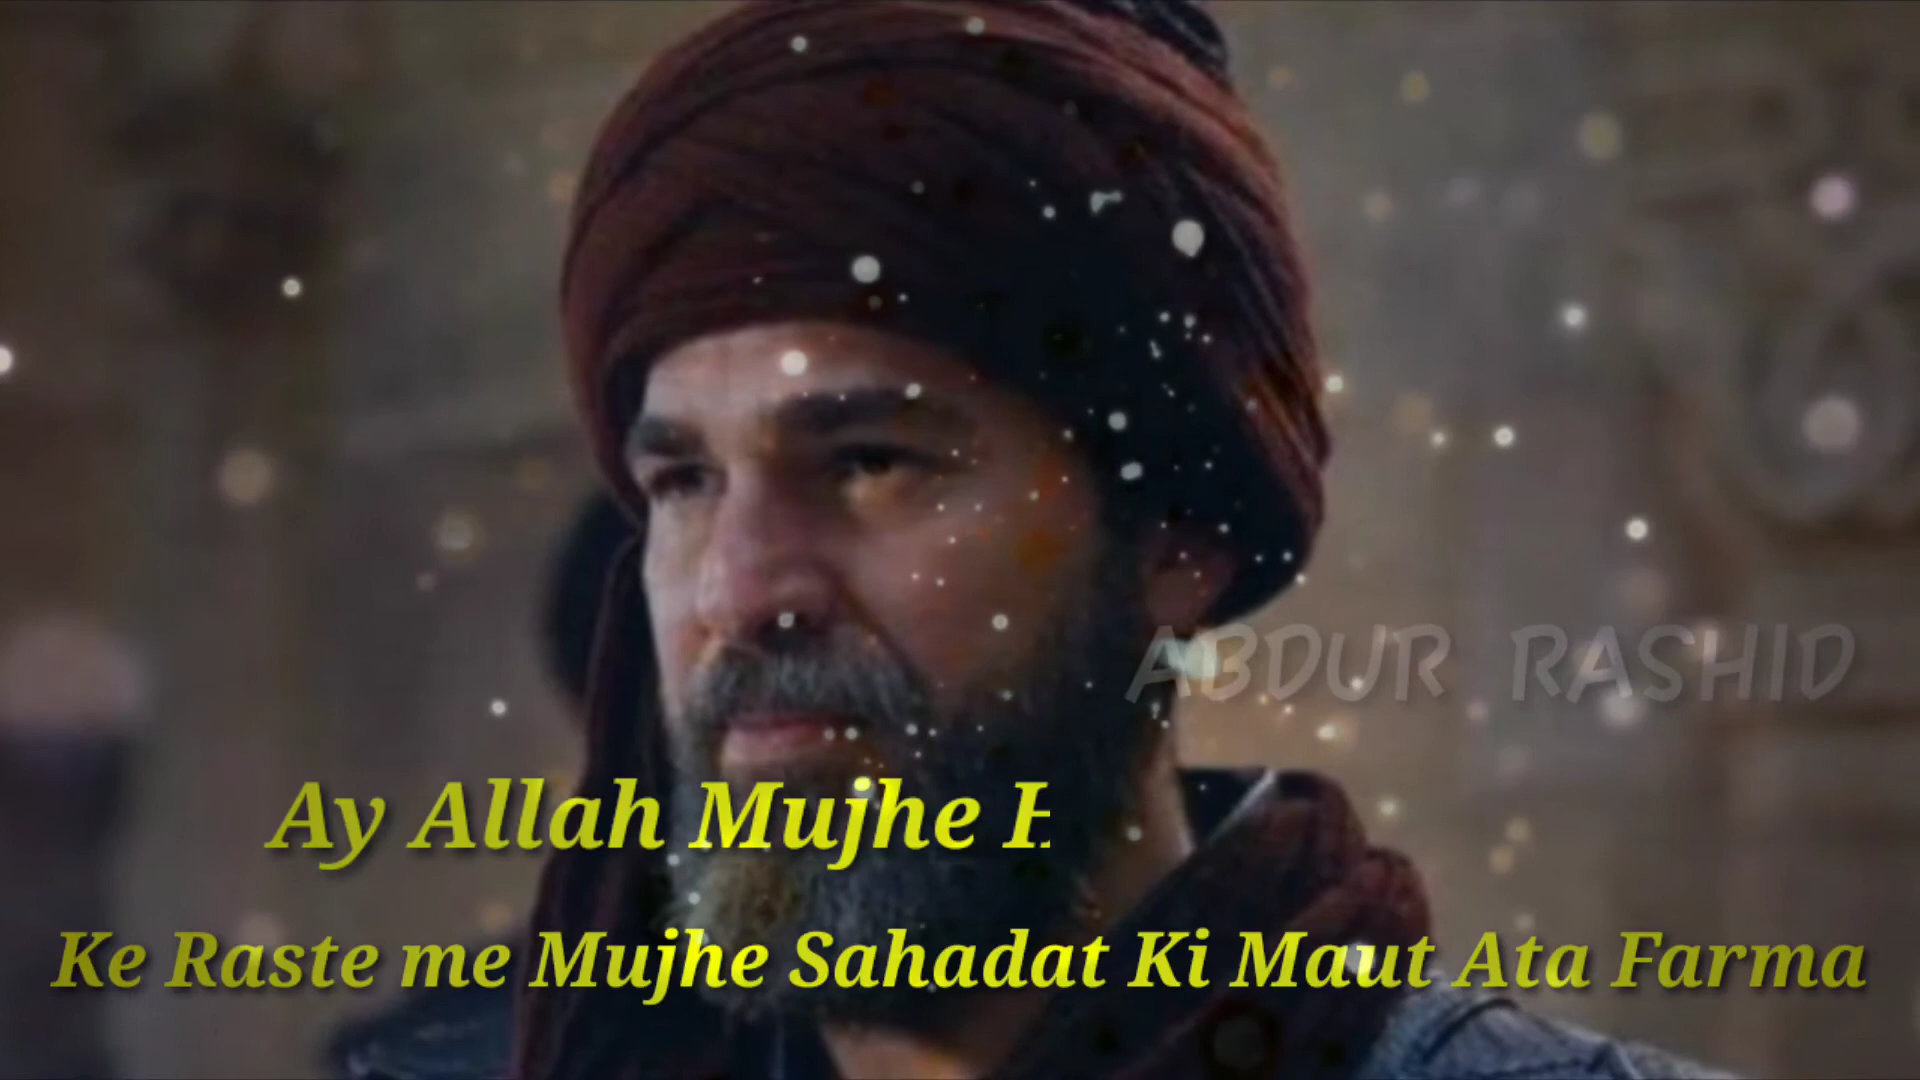 ABDUR RASHID
Ay Allah Mujhe
Ke Raste me Mujhe Sahadat Ki Maut Ata Farma